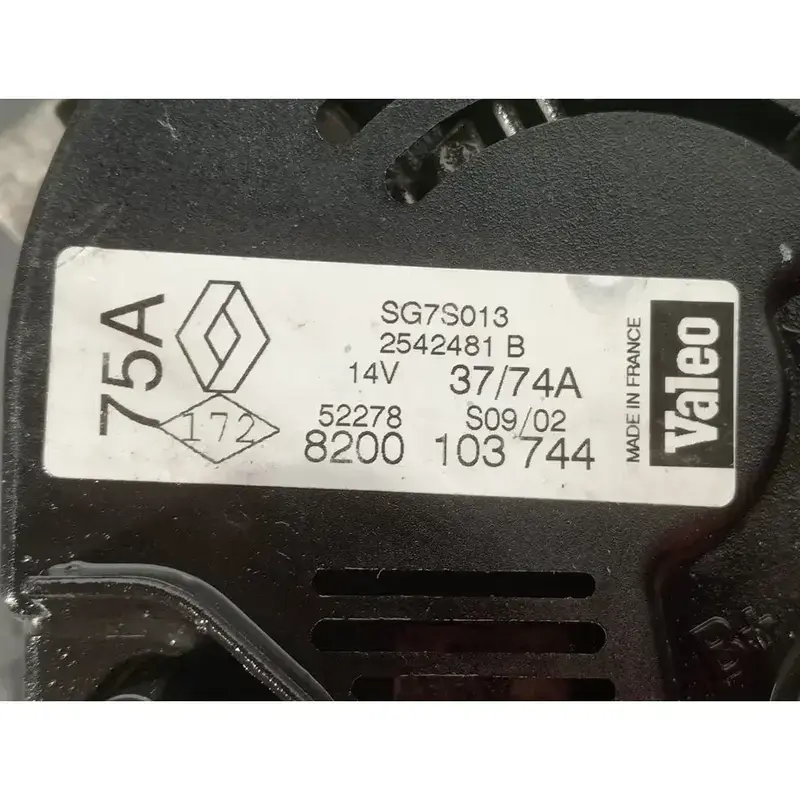 75A
172
SG7S013
2542481 B
14V 37/74A
52278 S09/02
8200 103 744
MADE IN FRANCE
Valeo